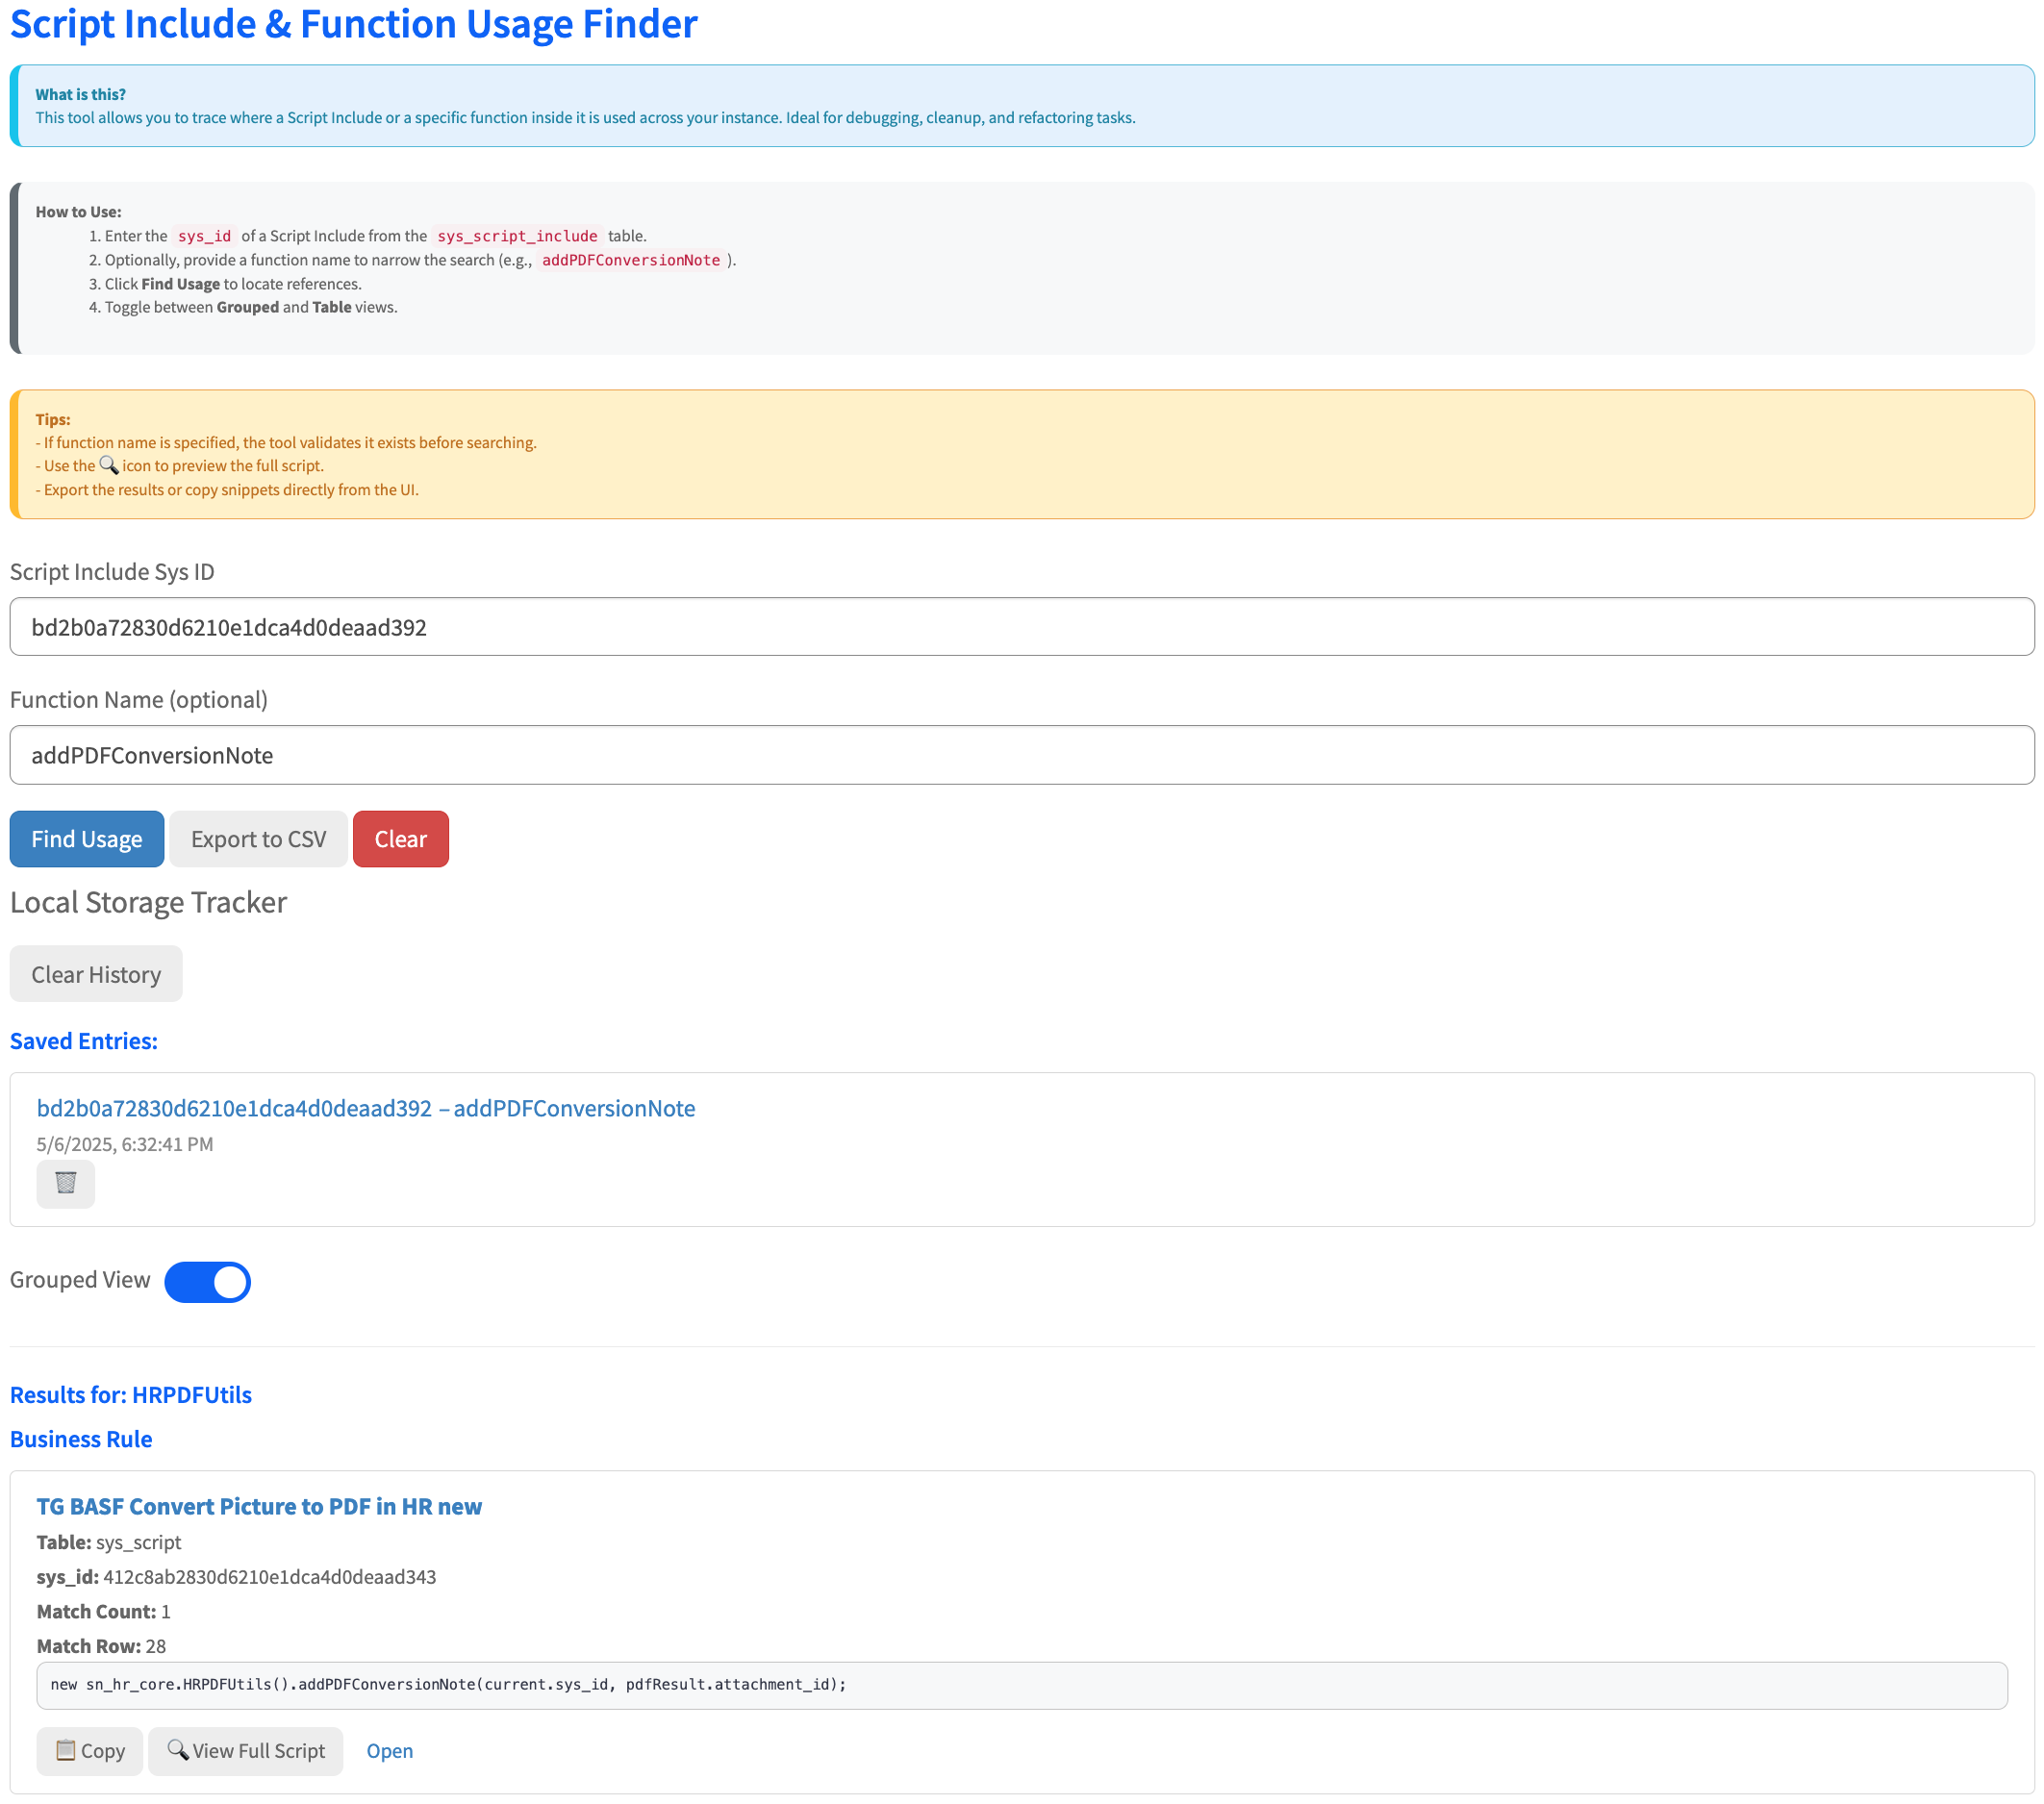 Script Include & Function Usage Finder
What is this?
This tool allows you to trace where a Script Include or a specific function inside it is used across your instance. Ideal for debugging, cleanup, and refactoring tasks.
How to Use:
1. Enter the sys_id of a Script Include from the sys_script_include table.
2. Optionally, provide a function name to narrow the search (e.g., addPDFConversionNote ).
3. Click Find Usage to locate references.
4. Toggle between Grouped and Table views.
Tips:
- If function name is specified, the tool validates it exists before searching.
- Use the 🔍 icon to preview the full script.
- Export the results or copy snippets directly from the UI.
Script Include Sys ID
bd2b0a72830d6210e1dca4d0deaad392
Function Name (optional)
addPDFConversionNote
Find Usage Export to CSV Clear
Local Storage Tracker
Clear History
Saved Entries:
bd2b0a72830d6210e1dca4d0deaad392 – addPDFConversionNote
5/6/2025, 6:32:41 PM
Grouped View
Results for: HRPDFUtils
Business Rule
TG BASF Convert Picture to PDF in HR new
Table: sys_script
sys_id: 412c8ab2830d6210e1dca4d0deaad343
Match Count: 1
Match Row: 28
new sn_hr_core.HRPDFUtils().addPDFConversionNote(current.sys_id, pdfResult.attachment_id);
📋 Copy 🔍 View Full Script Open